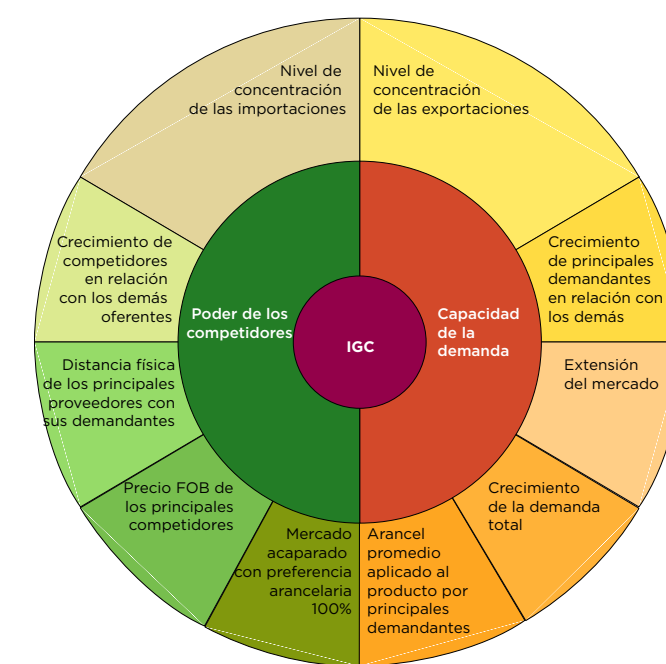 Nivel de
concentración
de las importaciones
Nivel de
concentración
de las exportaciones
Crecimiento de
competidores
en relación
con los demás
oferentes
Crecimiento
de principales
demandantes
en relación con
los demás
Poder de los
competidores
IGC
Capacidad
de la
demanda
Distancia física
de los principales
proveedores con
sus demandantes
Extensión
del mercado
Precio FOB de
los principales
competidores
Crecimiento
de la demanda
total
Mercado
acaparado
con preferencia
arancelaria
100%
Arancel
promedio
aplicado al
producto por
principales
demandantes